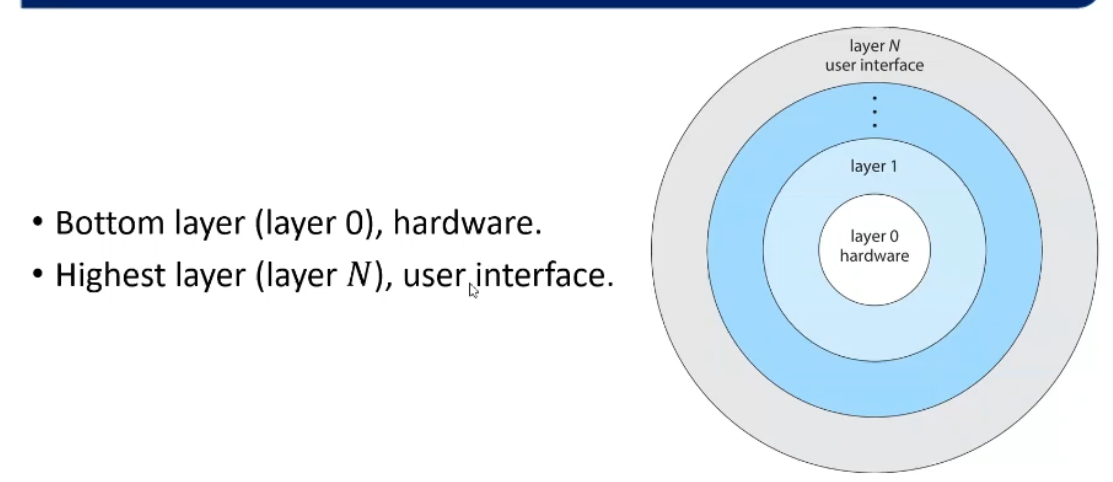 • Bottom layer (layer 0), hardware.
• Highest layer (layer N), user interface.
layer N
user interface
layer 1
layer 0
hardware